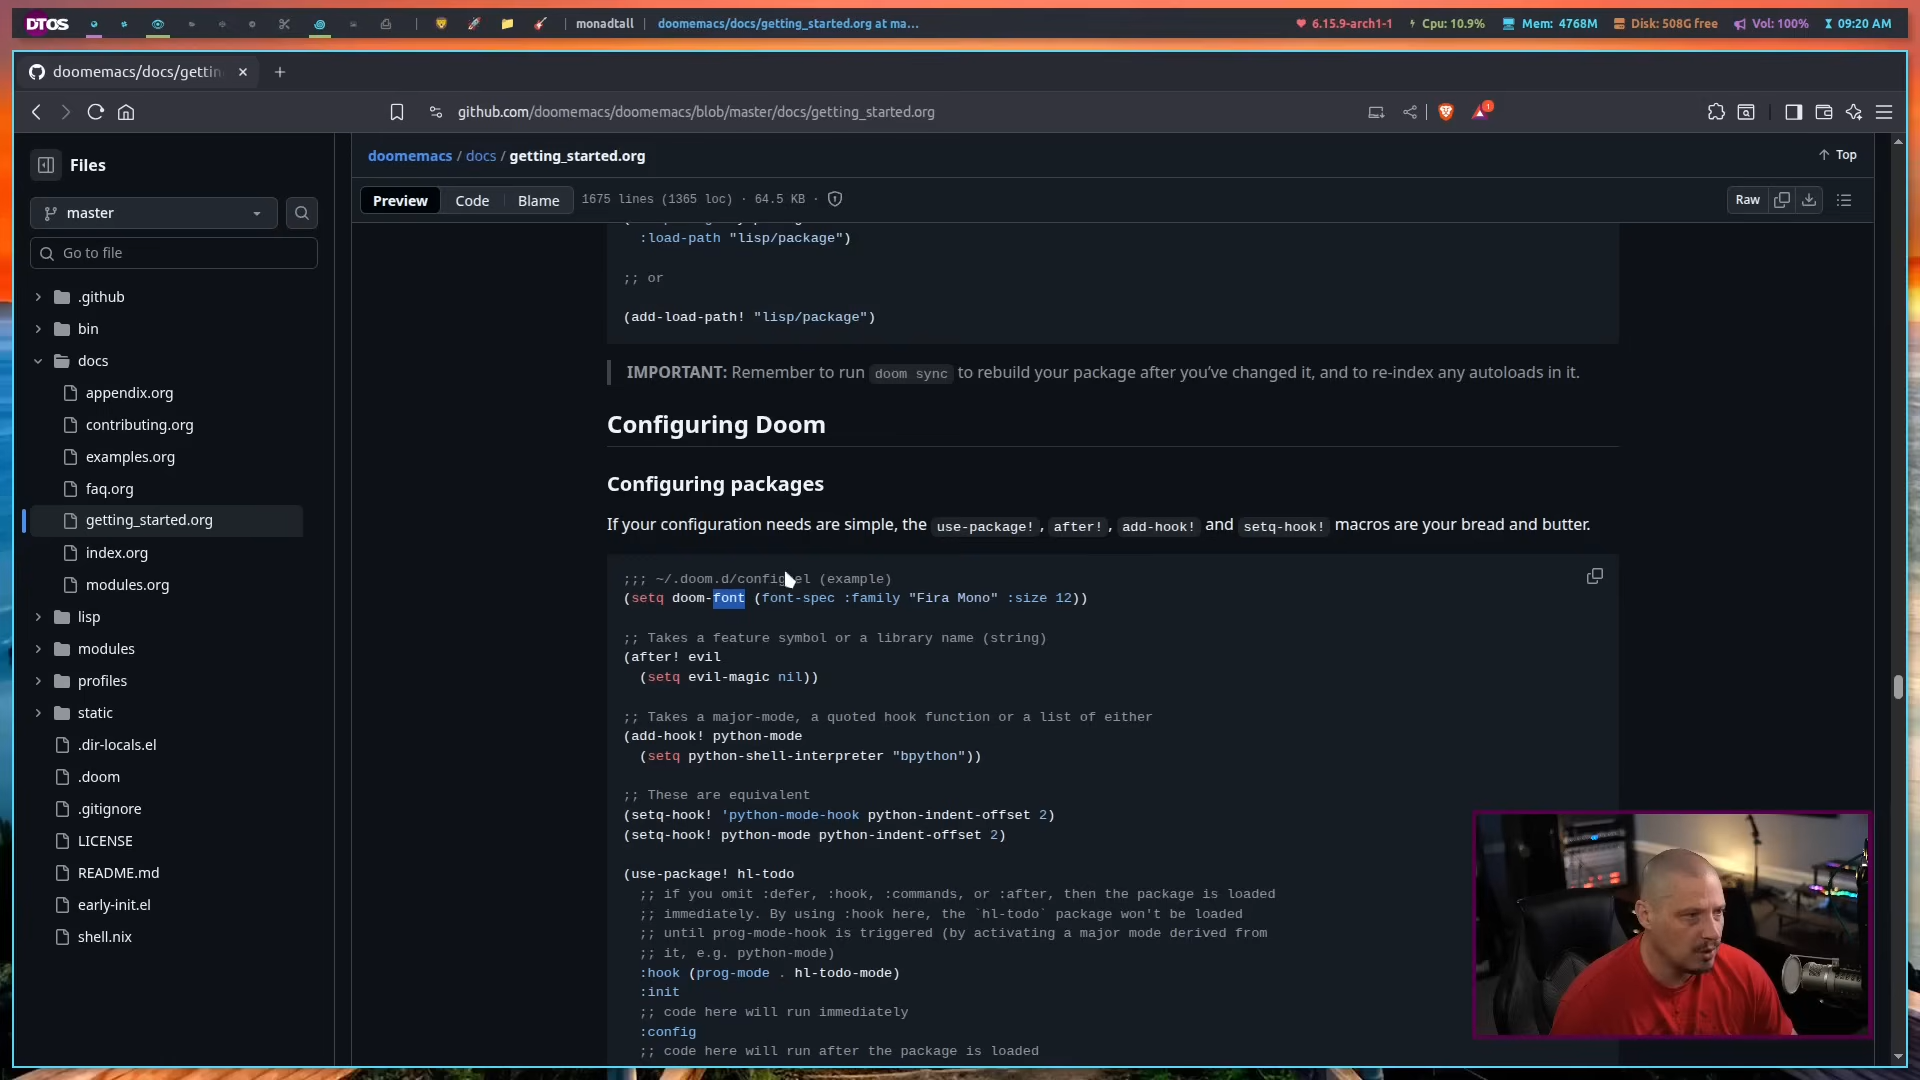 DTOS
monadtall
doomemacs/docs/getting_started.org at ma...
6.15.9-arch1-1
Cpu: 10.9%
Mem: 4768M
Disk: 508G free
Vol: 100%
09:20 AM
doomemacs/docs/gettin
github.com/doomemacs/doomemacs/blob/master/docs/getting_started.org
1
Files
master
Go to file
.github
bin
docs
appendix.org
contributing.org
examples.org
faq.org
getting_started.org
index.org
modules.org
lisp
modules
profiles
static
.dir-locals.el
.doom
.gitignore
LICENSE
README.md
early-init.el
shell.nix
doomemacs / docs / getting_started.org
Top
Preview Code Blame 1675 lines (1365 loc) · 64.5 KB ·
Raw
:load-path "lisp/package")
;; or
(add-load-path! "lisp/package")
IMPORTANT: Remember to run doom sync to rebuild your package after you’ve changed it, and to re-index any autoloads in it.
Configuring Doom
Configuring packages
If your configuration needs are simple, the use-package!, after!, add-hook! and setq-hook! macros are your bread and butter.
;;; ~/.doom.d/config.el (example)
(setq doom-font (font-spec :family "Fira Mono" :size 12))
;; Takes a feature symbol or a library name (string)
(after! evil
(setq evil-magic nil))
;; Takes a major-mode, a quoted hook function or a list of either
(add-hook! python-mode
(setq python-shell-interpreter "bpython"))
;; These are equivalent
(setq-hook! 'python-mode-hook python-indent-offset 2)
(setq-hook! python-mode python-indent-offset 2)
(use-package! hl-todo
;; if you omit :defer, :hook, :commands, or :after, then the package is loaded
;; immediately. By using :hook here, the `hl-todo` package won't be loaded
;; until prog-mode-hook is triggered (by activating a major mode derived from
;; it, e.g. python-mode)
:hook (prog-mode . hl-todo-mode)
:init
;; code here will run immediately
:config
;; code here will run after the package is loaded